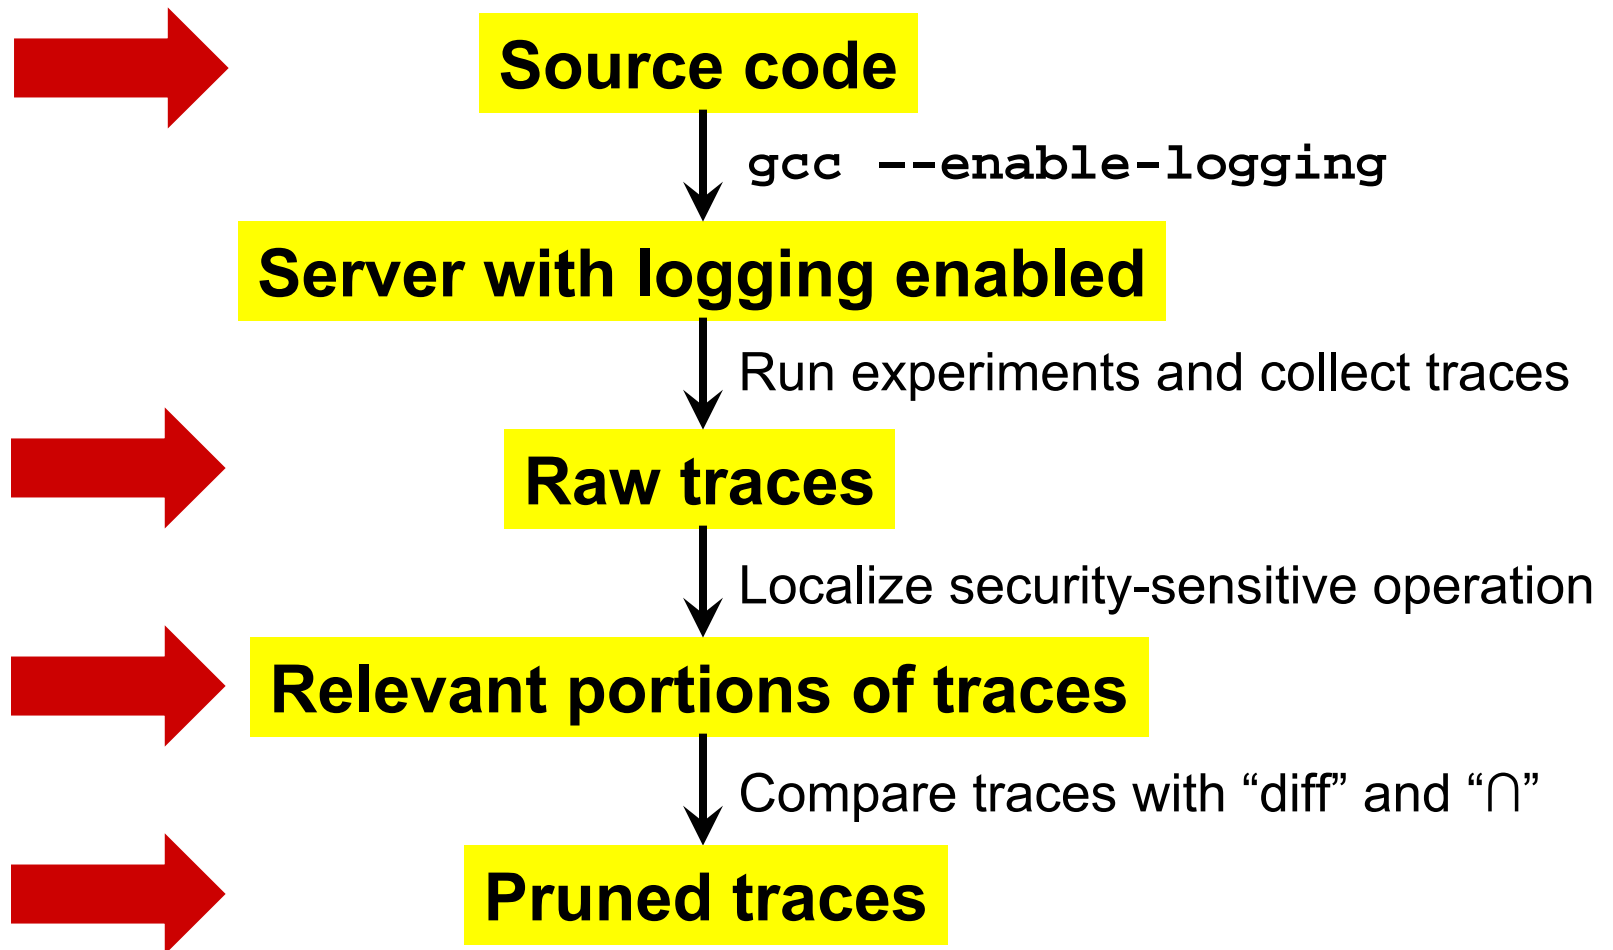 Source code
gcc --enable-logging
Server with logging enabled
Run experiments and collect traces
Raw traces
Localize security-sensitive operation
Relevant portions of traces
Compare traces with “diff” and “∩”
Pruned traces